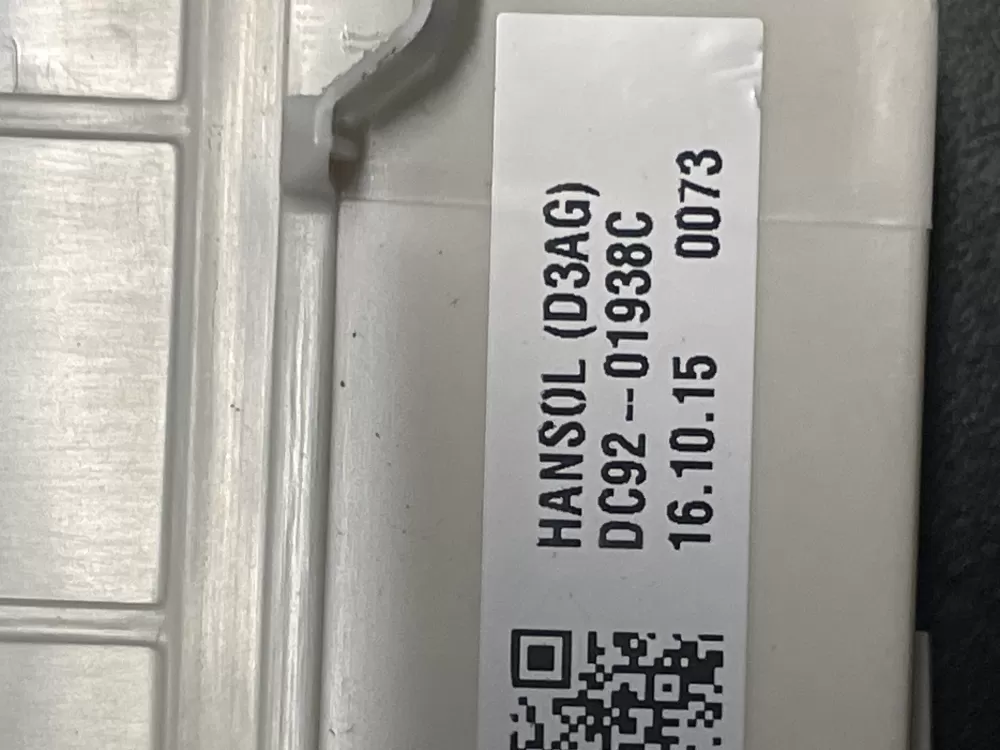 HANSOL (D3AG)
DC92-01938C
16.10.15 0073